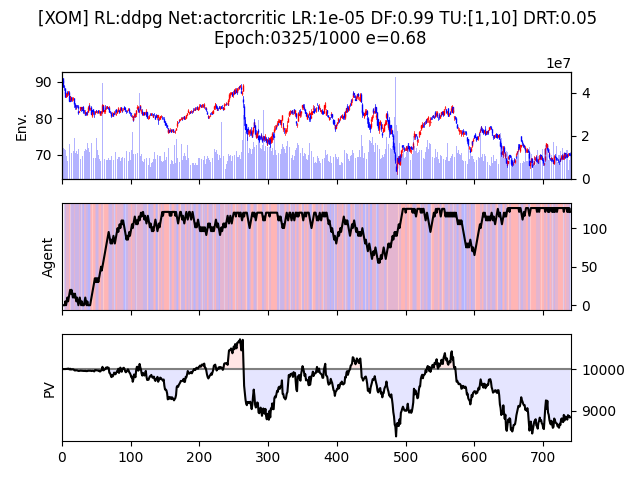 [XOM] RL:ddpg Net:actorcritic LR:1e-05 DF:0.99 TU:[1,10] DRT:0.05
Epoch:0325/1000 e=0.68
1e7
90
80
70
Env.
4
2
0
Agent
100
50
0
PV
10000
9000
0 100 200 300 400 500 600 700